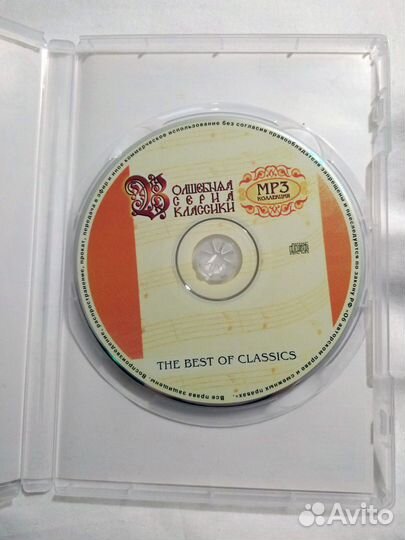 ВОЛШЕБНАЯ
СЕРИЯ
КЛАССИКИ
MP3
КОЛЛЕКЦИЯ
THE BEST OF CLASSICS
Все права защищены. Воспроизведение, распространение, прокат, передача в эфир и иное коммерческое использование без согласия правообладателя запрещены и преследуются по закону РФ «Об авторском праве и смежных правах».
Avito